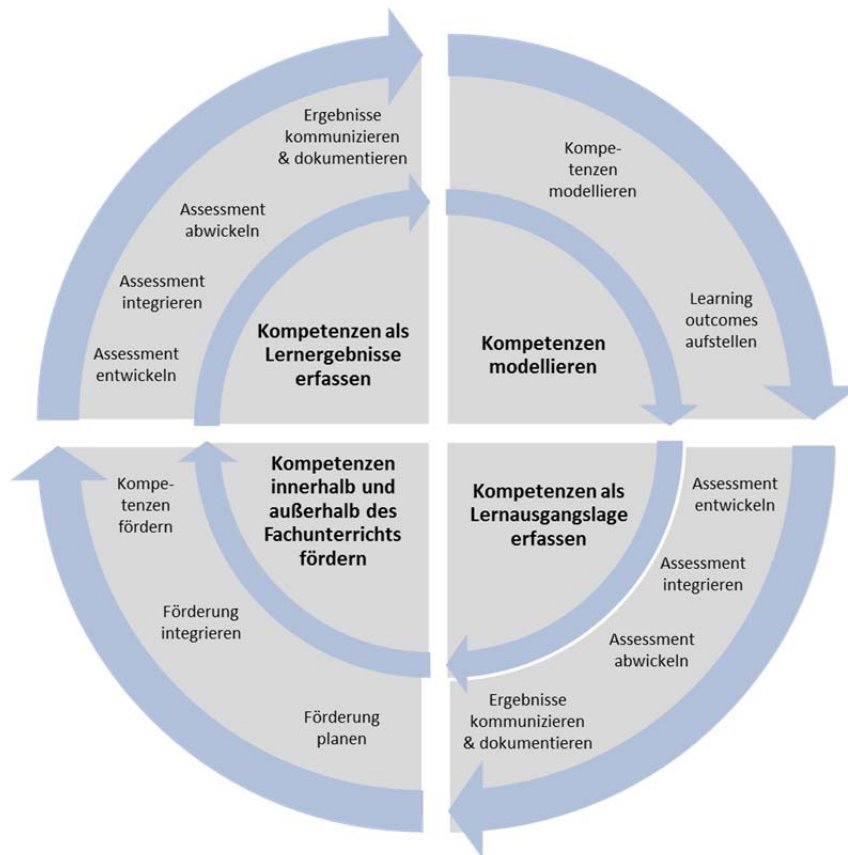 Ergebnisse
kommunizieren
& dokumentieren
Assessment
abwickeln
Assessment
integrieren
Assessment
entwickeln
Kompetenzen als
Lernergebnisse
erfassen
Kompe-
tenzen
modellieren
Learning
outcomes
aufstellen
Kompetenzen
modellieren
Kompetenzen als
Lernausgangslage
erfassen
Assessment
entwickeln
Assessment
integrieren
Assessment
abwickeln
Ergebnisse
kommunizieren
& dokumentieren
Kompetenzen
innerhalb und
außerhalb des
Fachunterrichts
fördern
Kompe-
tenzen
fördern
Förderung
integrieren
Förderung
planen